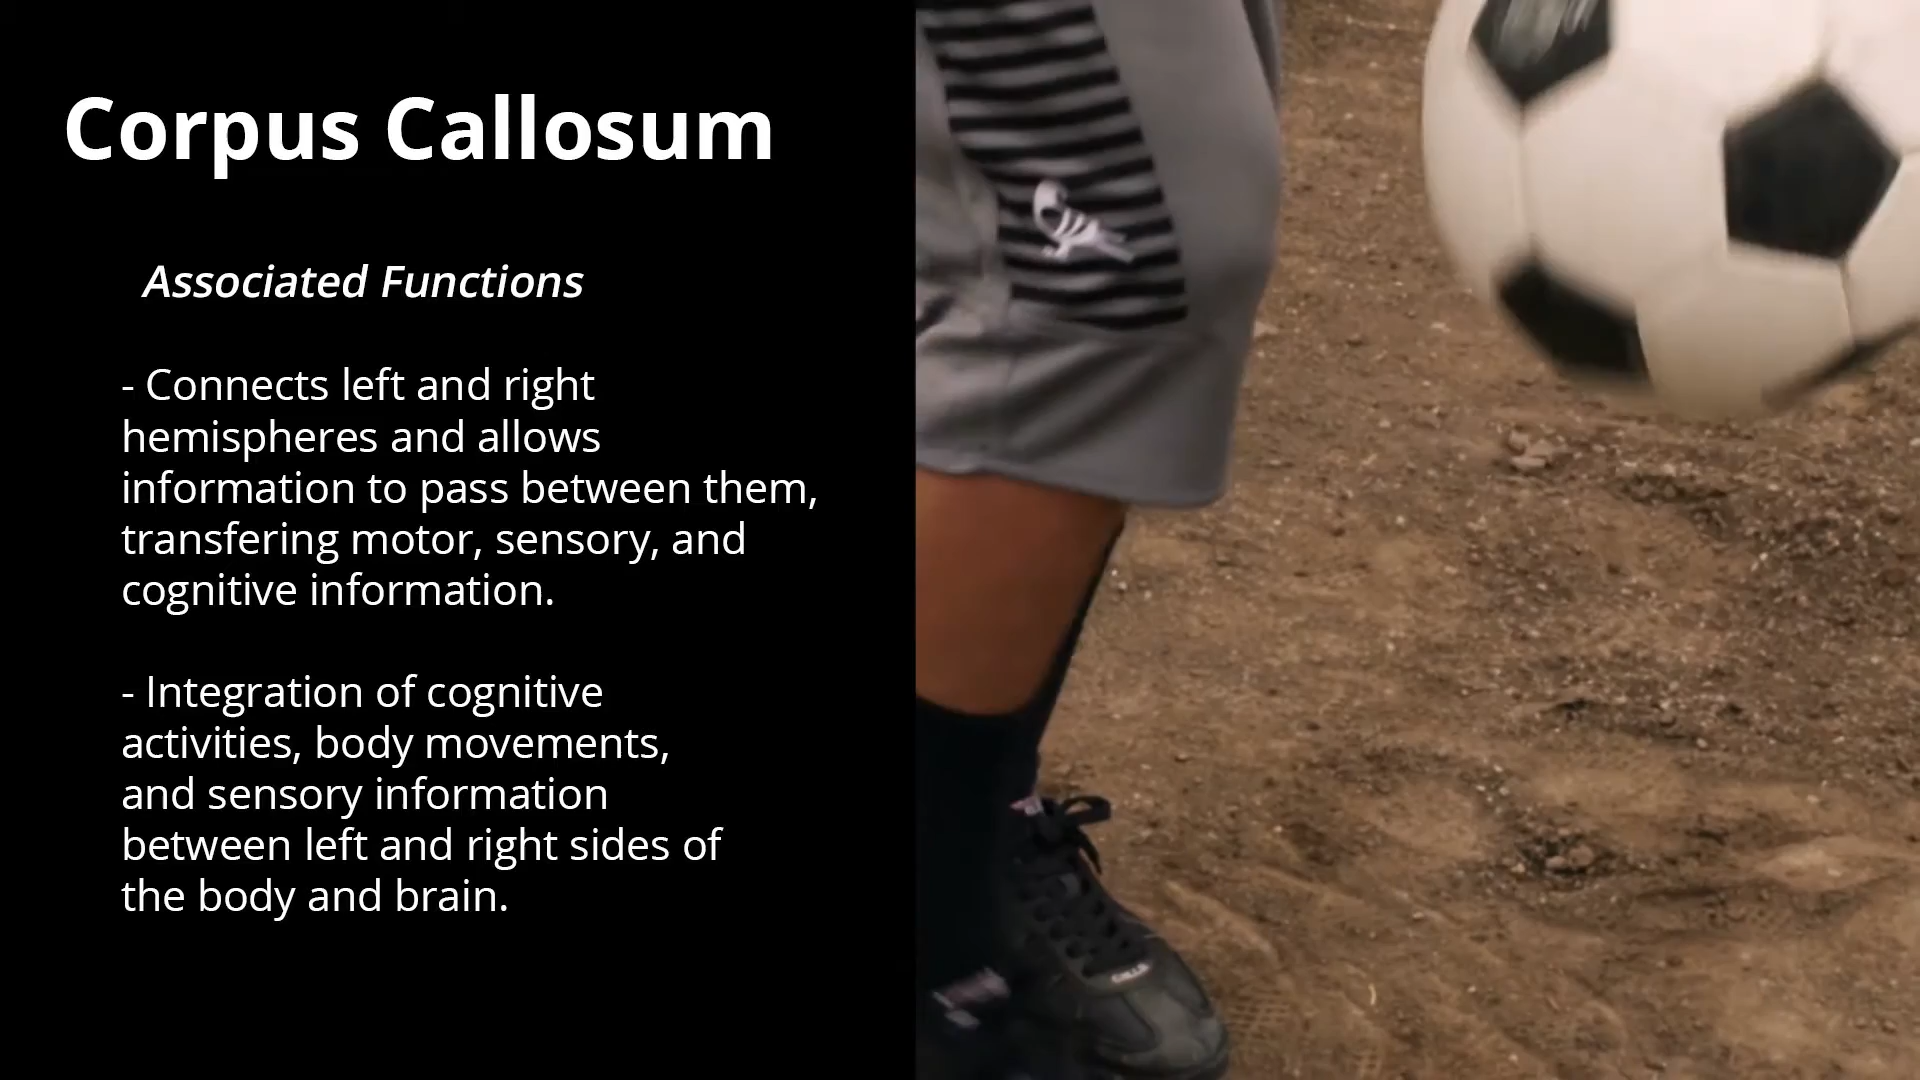 Corpus Callosum
Associated Functions
- Connects left and right
hemispheres and allows
information to pass between them,
transfering motor, sensory, and
cognitive information.
- Integration of cognitive
activities, body movements,
and sensory information
between left and right sides of
the body and brain.